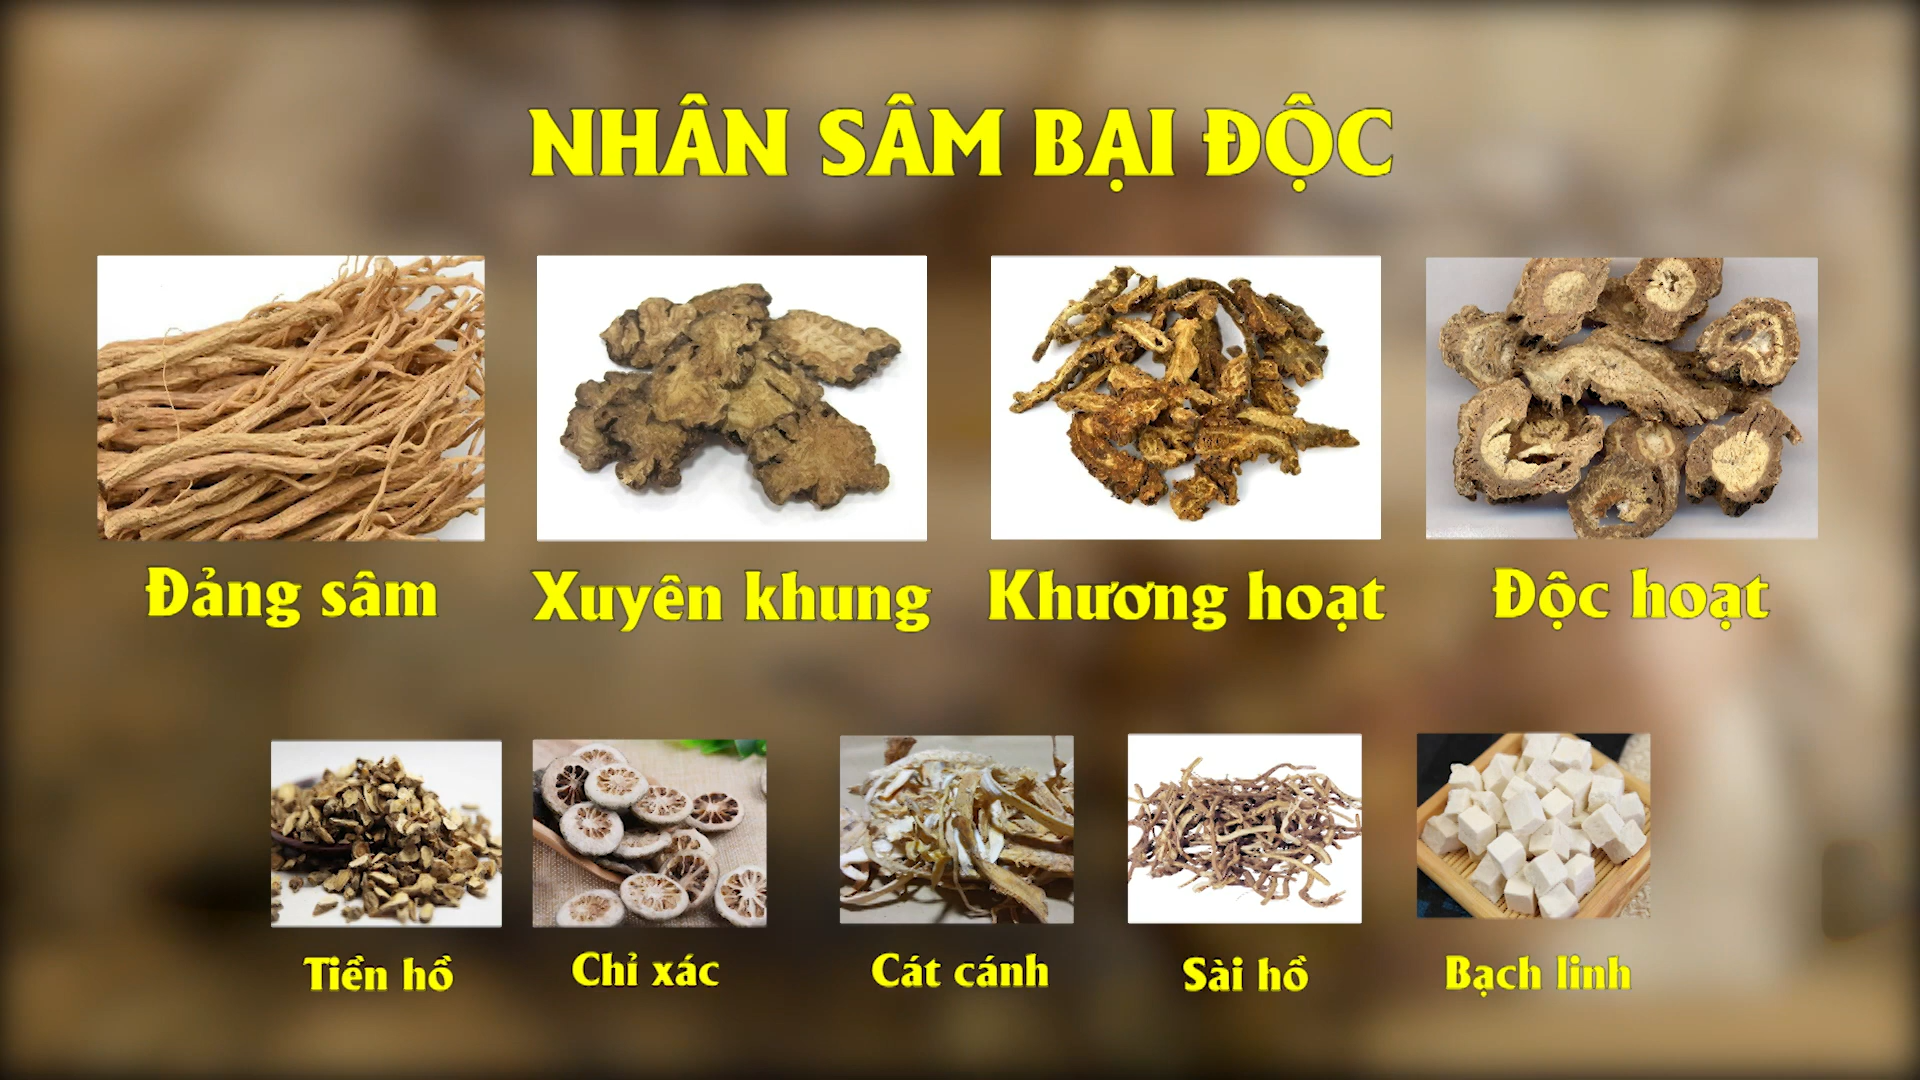 NHÂN SÂM BẠI ĐỘC
Đảng sâm
Xuyên khung
Khương hoạt
Độc hoạt
Tiền hồ
Chỉ xác
Cát cánh
Sài hồ
Bạch linh